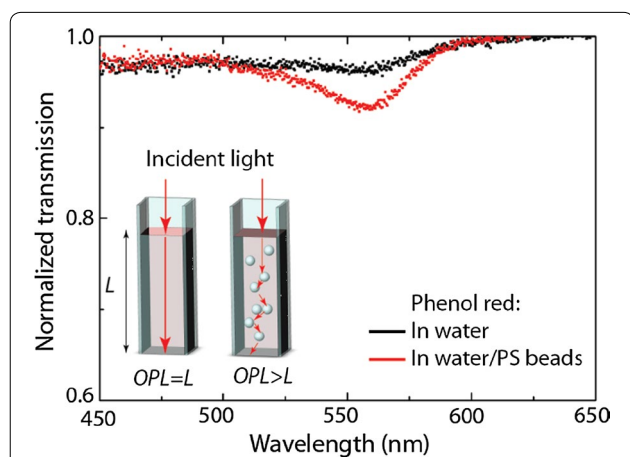 1.0
0.8
0.6
Normalized transmission
Incident light
L
OPL=L
OPL>L
Phenol red:
In water
In water/PS beads
450
500
550
600
650
Wavelength (nm)